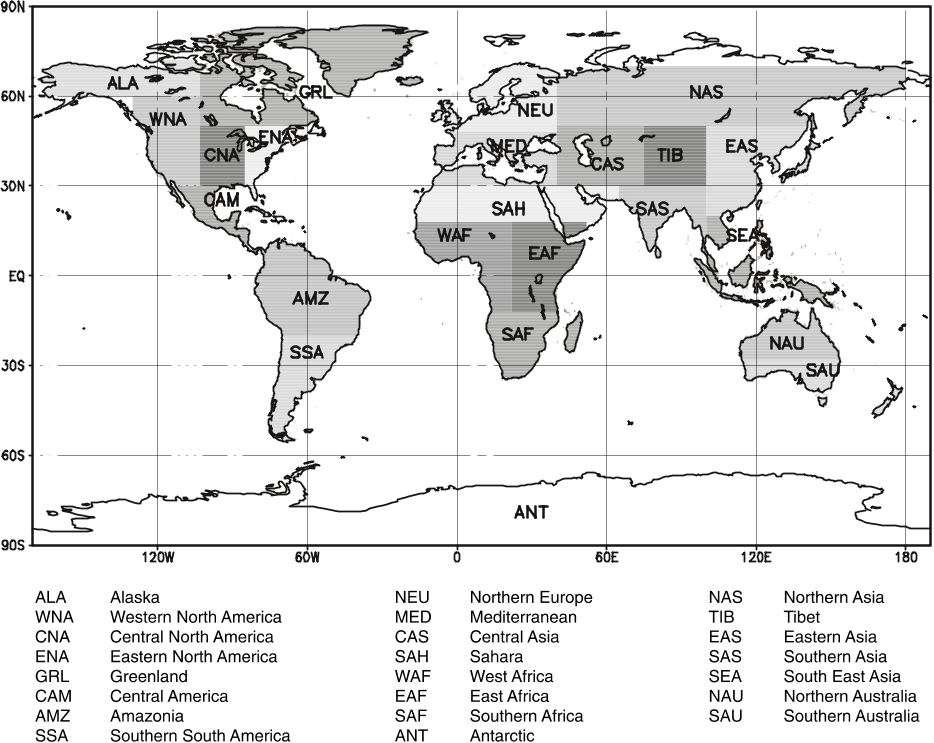 90N
ALA
GRL
NAS
60N
WNA
NEU
ENA
CNA
MED
CAS
TIB
EAS
30N
CAM
SAH
SAS
WAF
SEA
EAF
EQ
AMZ
SAF
NAU
SSA
30S
SAU
60S
ANT
90S
120W 60W 0 60E 120E 180
ALA Alaska NEU Northern Europe NAS Northern Asia
WNA Western North America MED Mediterranean TIB Tibet
CNA Central North America CAS Central Asia EAS Eastern Asia
ENA Eastern North America SAH Sahara SAS Southern Asia
GRL Greenland WAF West Africa SEA South East Asia
CAM Central America EAF East Africa NAU Northern Australia
AMZ Amazonia SAF Southern Africa SAU Southern Australia
SSA Southern South America ANT Antarctic